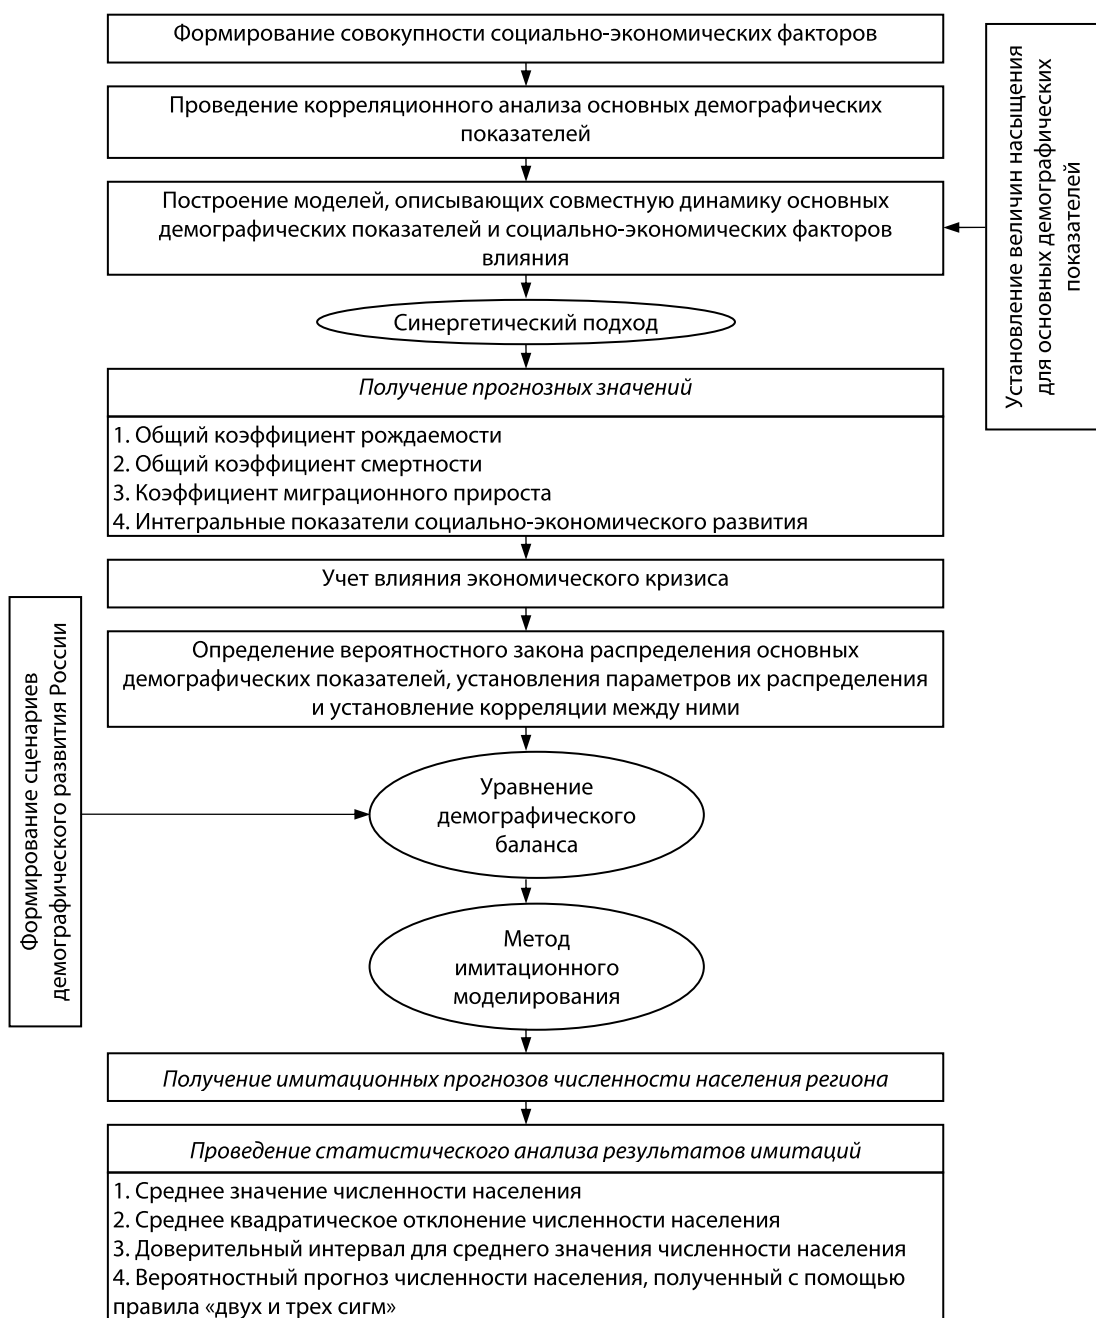 Формирование совокупности социально-экономических факторов
Проведение корреляционного анализа основных демографических
показателей
Построение моделей, описывающих совместную динамику основных
демографических показателей и социально-экономических факторов
влияния
Установление величин насыщения
для основных демографических
показателей
Синергетический подход
Получение прогнозных значений
1. Общий коэффициент рождаемости
2. Общий коэффициент смертности
3. Коэффициент миграционного прироста
4. Интегральные показатели социально-экономического развития
Учет влияния экономического кризиса
Определение вероятностного закона распределения основных
демографических показателей, установления параметров их распределения
и установление корреляции между ними
Формирование сценариев
демографического развития России
Уравнение
демографического
баланса
Метод
имитационного
моделирования
Получение имитационных прогнозов численности населения региона
Проведение статистического анализа результатов имитаций
1. Среднее значение численности населения
2. Среднее квадратическое отклонение численности населения
3. Доверительный интервал для среднего значения численности населения
4. Вероятностный прогноз численности населения, полученный с помощью
правила «двух и трех сигм»